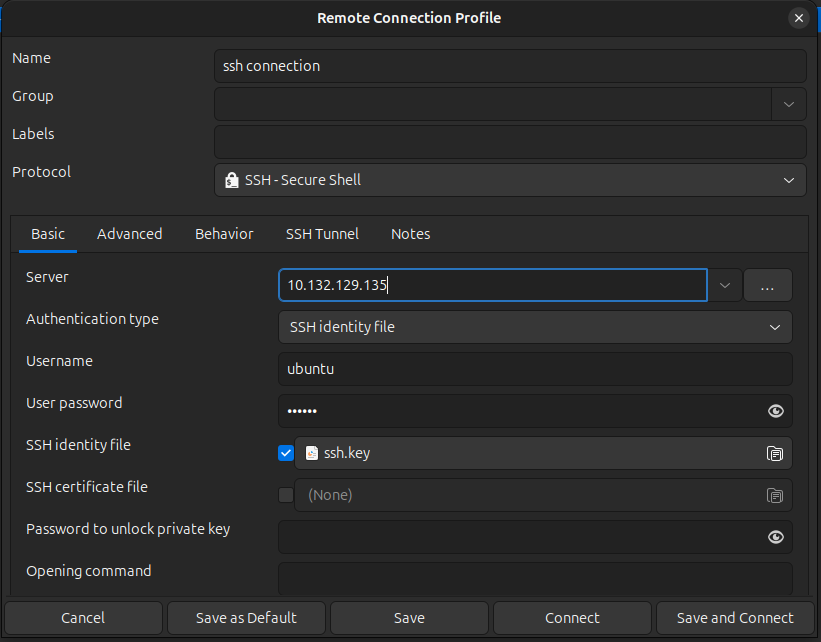 Remote Connection Profile
Name
ssh connection
Group
Labels
Protocol
SSH - Secure Shell
Basic Advanced Behavior SSH Tunnel Notes
Server
10.132.129.135
...
Authentication type
SSH identity file
Username
ubuntu
User password
••••••
SSH identity file
ssh.key
SSH certificate file
(None)
Password to unlock private key
Opening command
Cancel Save as Default Save Connect Save and Connect